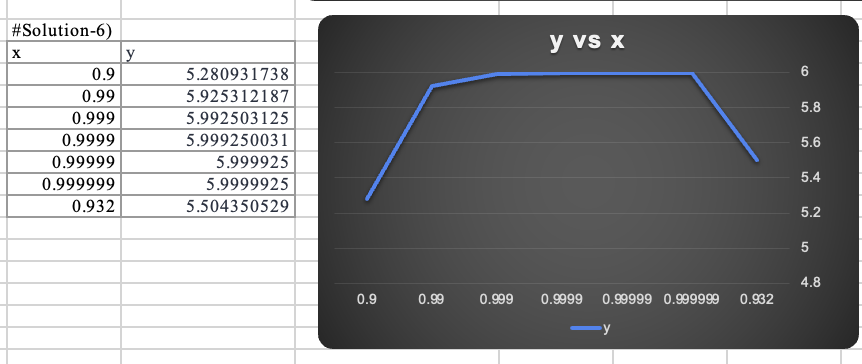 #Solution-6)
x y
0.9 5.280931738
0.99 5.925312187
0.999 5.992503125
0.9999 5.999250031
0.99999 5.999925
0.999999 5.9999925
0.932 5.504350529
y vs x
6
5.8
5.6
5.4
5.2
5
4.8
0.9 0.99 0.999 0.9999 0.99999 0.999999 0.932
y